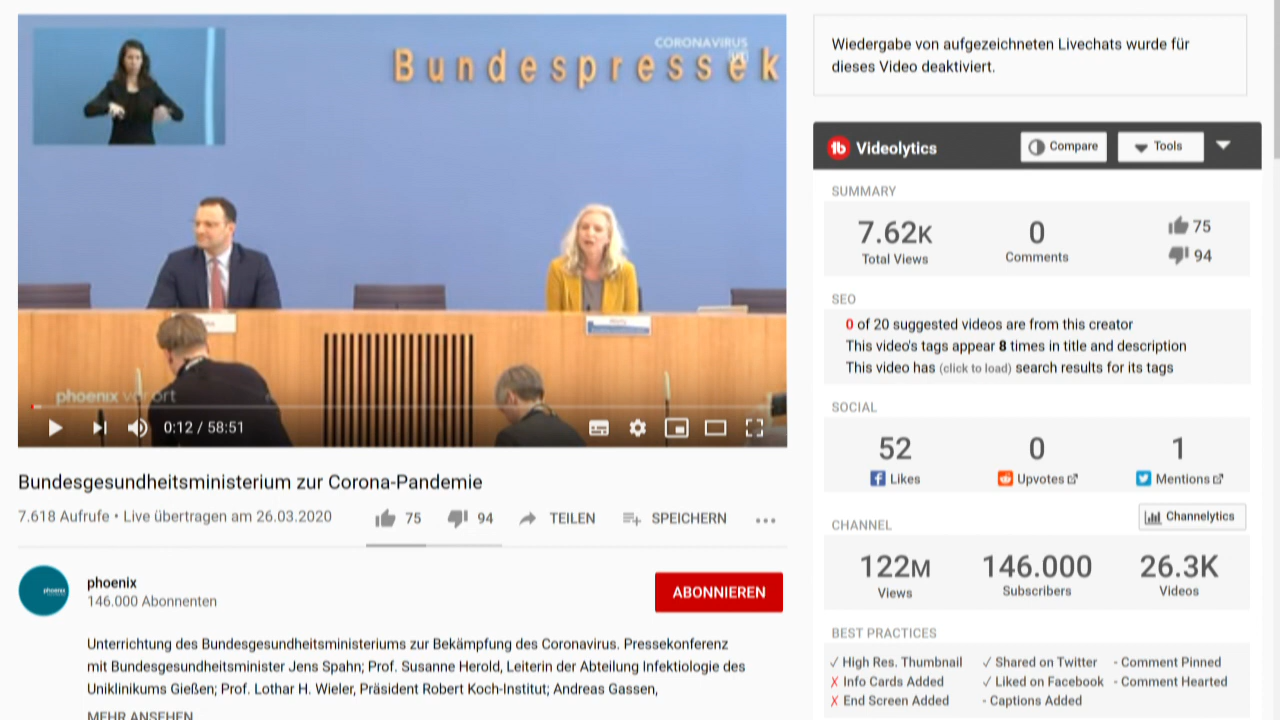 CORONAVIRUS
Bundespressek
phoenix vor ort
0:12 / 58:51
Bundesgesundheitsministerium zur Corona-Pandemie
7.618 Aufrufe • Live übertragen am 26.03.2020
75
94
TEILEN
SPEICHERN
phoenix
phoenix
146.000 Abonnenten
ABONNIEREN
Unterrichtung des Bundesgesundheitsministeriums zur Bekämpfung des Coronavirus. Pressekonferenz
mit Bundesgesundheitsminister Jens Spahn; Prof. Susanne Herold, Leiterin der Abteilung Infektiologie des
Uniklinikums Gießen; Prof. Lothar H. Wieler, Präsident Robert Koch-Institut; Andreas Gassen,
MEHR ANSEHEN
Wiedergabe von aufgezeichneten Livechats wurde für
dieses Video deaktiviert.
tb Videolytics
Compare
Tools
SUMMARY
7.62K
Total Views
0
Comments
75
94
SEO
0 of 20 suggested videos are from this creator
This video's tags appear 8 times in title and description
This video has (click to load) search results for its tags
SOCIAL
52
Likes
0
Upvotes
1
Mentions
CHANNEL
Channelytics
122M
Views
146.000
Subscribers
26.3K
Videos
BEST PRACTICES
✓ High Res. Thumbnail
✓ Shared on Twitter
- Comment Pinned
✗ Info Cards Added
✓ Liked on Facebook
- Comment Hearted
✗ End Screen Added
- Captions Added